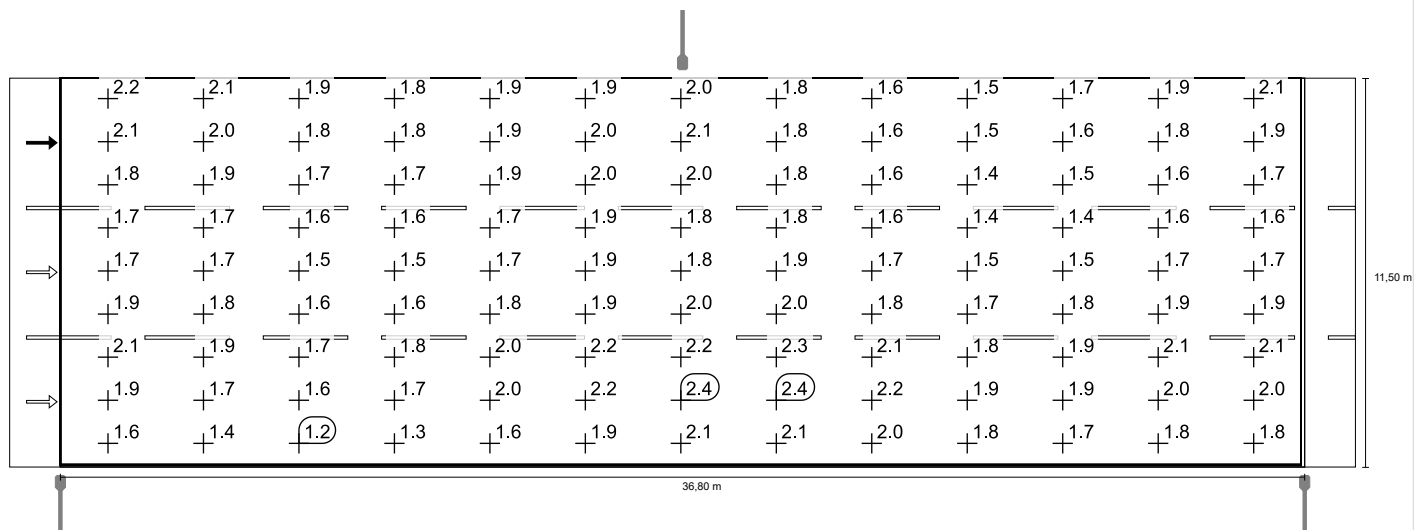 2.2 2.1 1.9 1.8 1.9 1.9 2.0 1.8 1.6 1.5 1.7 1.9 2.1
2.1 2.0 1.8 1.8 1.9 2.0 2.1 1.8 1.6 1.5 1.6 1.8 1.9
1.8 1.9 1.7 1.7 1.9 2.0 2.0 1.8 1.6 1.4 1.5 1.6 1.7
1.7 1.7 1.6 1.6 1.7 1.9 1.8 1.8 1.6 1.4 1.4 1.6 1.6
1.7 1.7 1.5 1.5 1.7 1.9 1.8 1.9 1.7 1.5 1.5 1.7 1.7
11,50 m
1.9 1.8 1.6 1.6 1.8 1.9 2.0 2.0 1.8 1.7 1.8 1.9 1.9
2.1 1.9 1.7 1.8 2.0 2.2 2.2 2.3 2.1 1.8 1.9 2.1 2.1
1.9 1.7 1.6 1.7 2.0 2.2 2.4 2.4 2.2 1.9 1.9 2.0 2.0
1.6 1.4 1.2 1.3 1.6 1.9 2.1 2.1 2.0 1.8 1.7 1.8 1.8
36,80 m